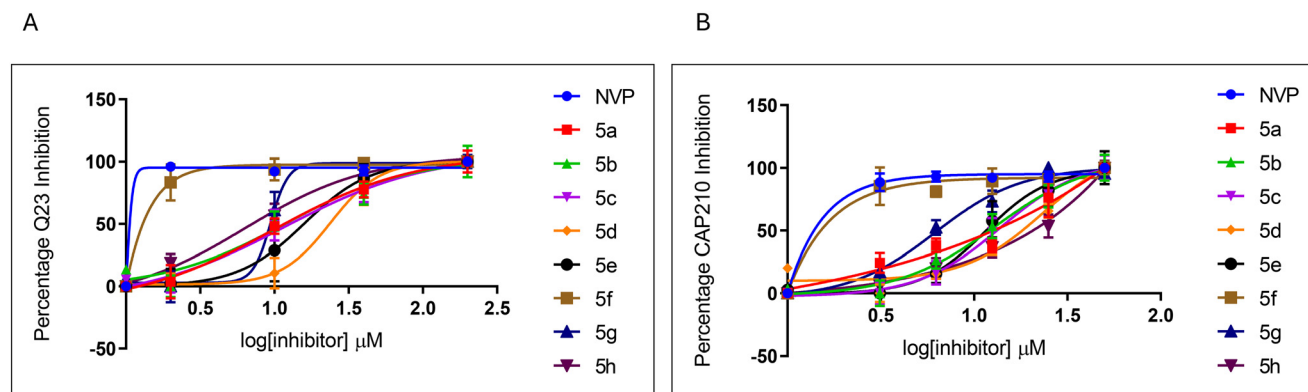 A
B
Percentage Q23 Inhibition
150
100
50
0
-50
0.5
1.0
1.5
2.0
2.5
log[inhibitor] μM
NVP
5a
5b
5c
5d
5e
5f
5g
5h
Percentage CAP210 Inhibition
150
100
50
0
-50
0.5
1.0
1.5
2.0
log[inhibitor] μM
NVP
5a
5b
5c
5d
5e
5f
5g
5h